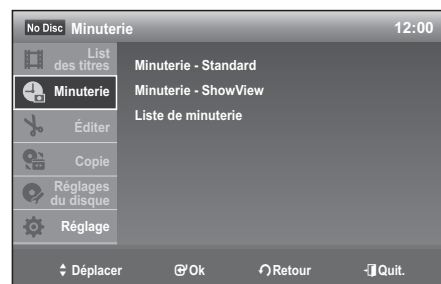 No Disc Minuterie 12:00
List
des titres
Minuterie
Éditer
Copie
Réglages
du disque
Réglage
Minuterie - Standard
Minuterie - ShowView
Liste de minuterie
Déplacer Ok Retour Quit.